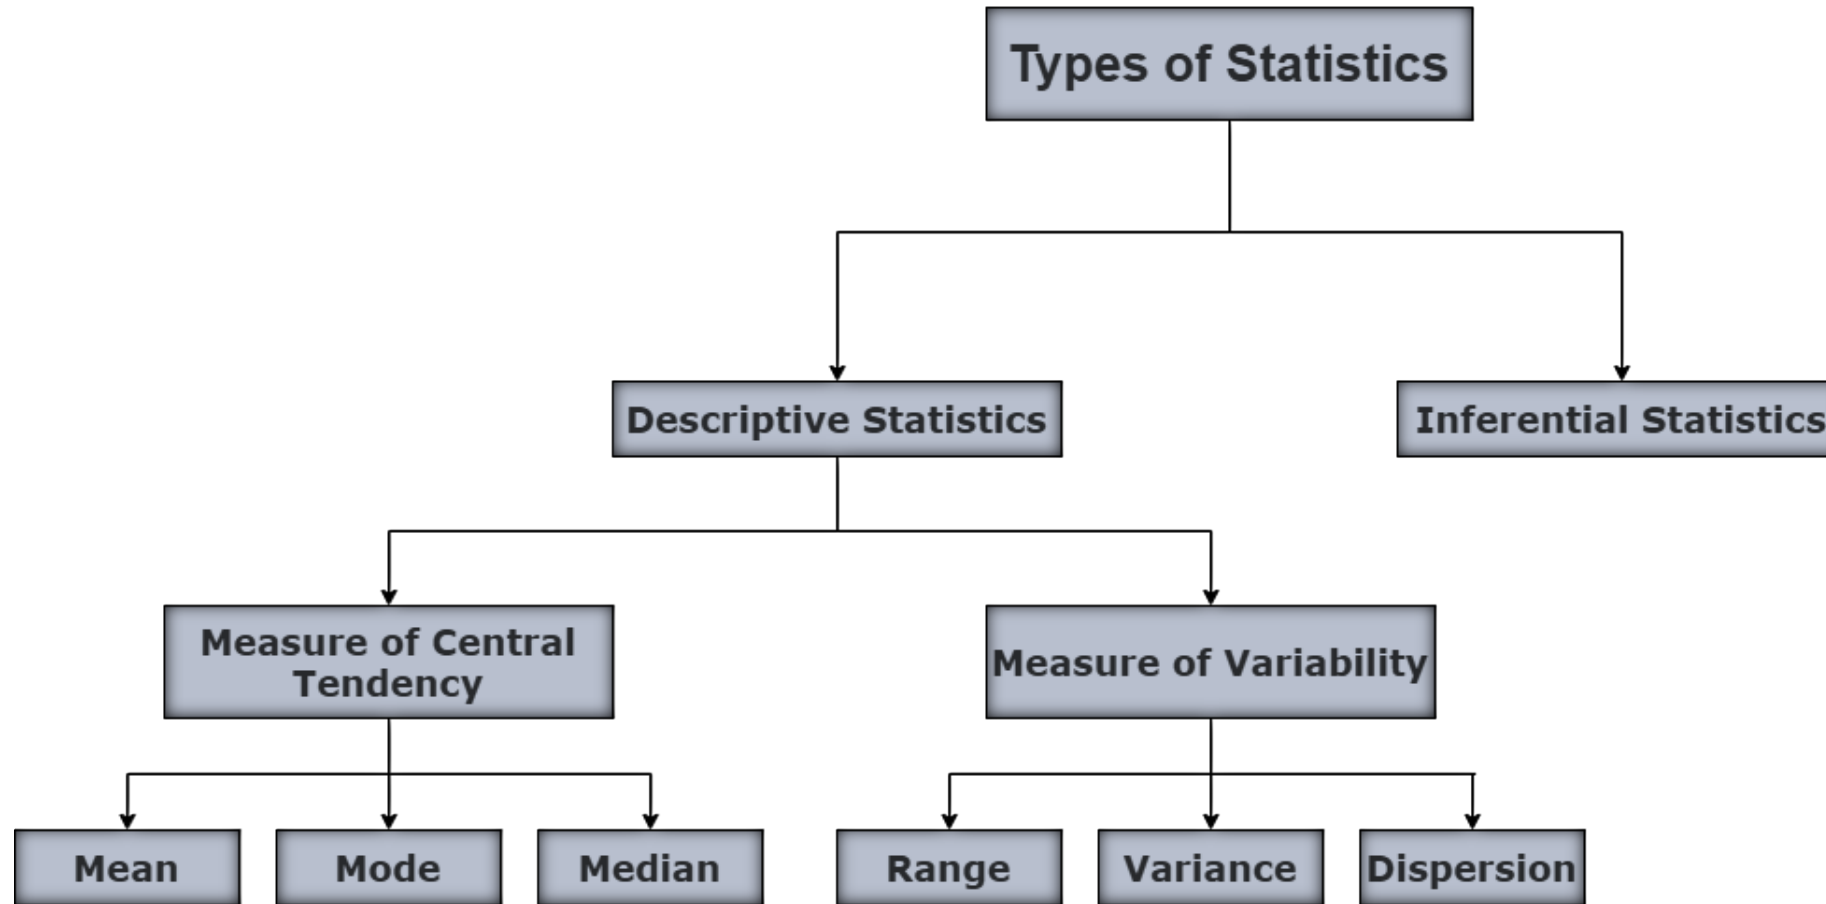 Types of Statistics
Descriptive Statistics
Inferential Statistics
Measure of Central
Tendency
Measure of Variability
Mean
Mode
Median
Range
Variance
Dispersion